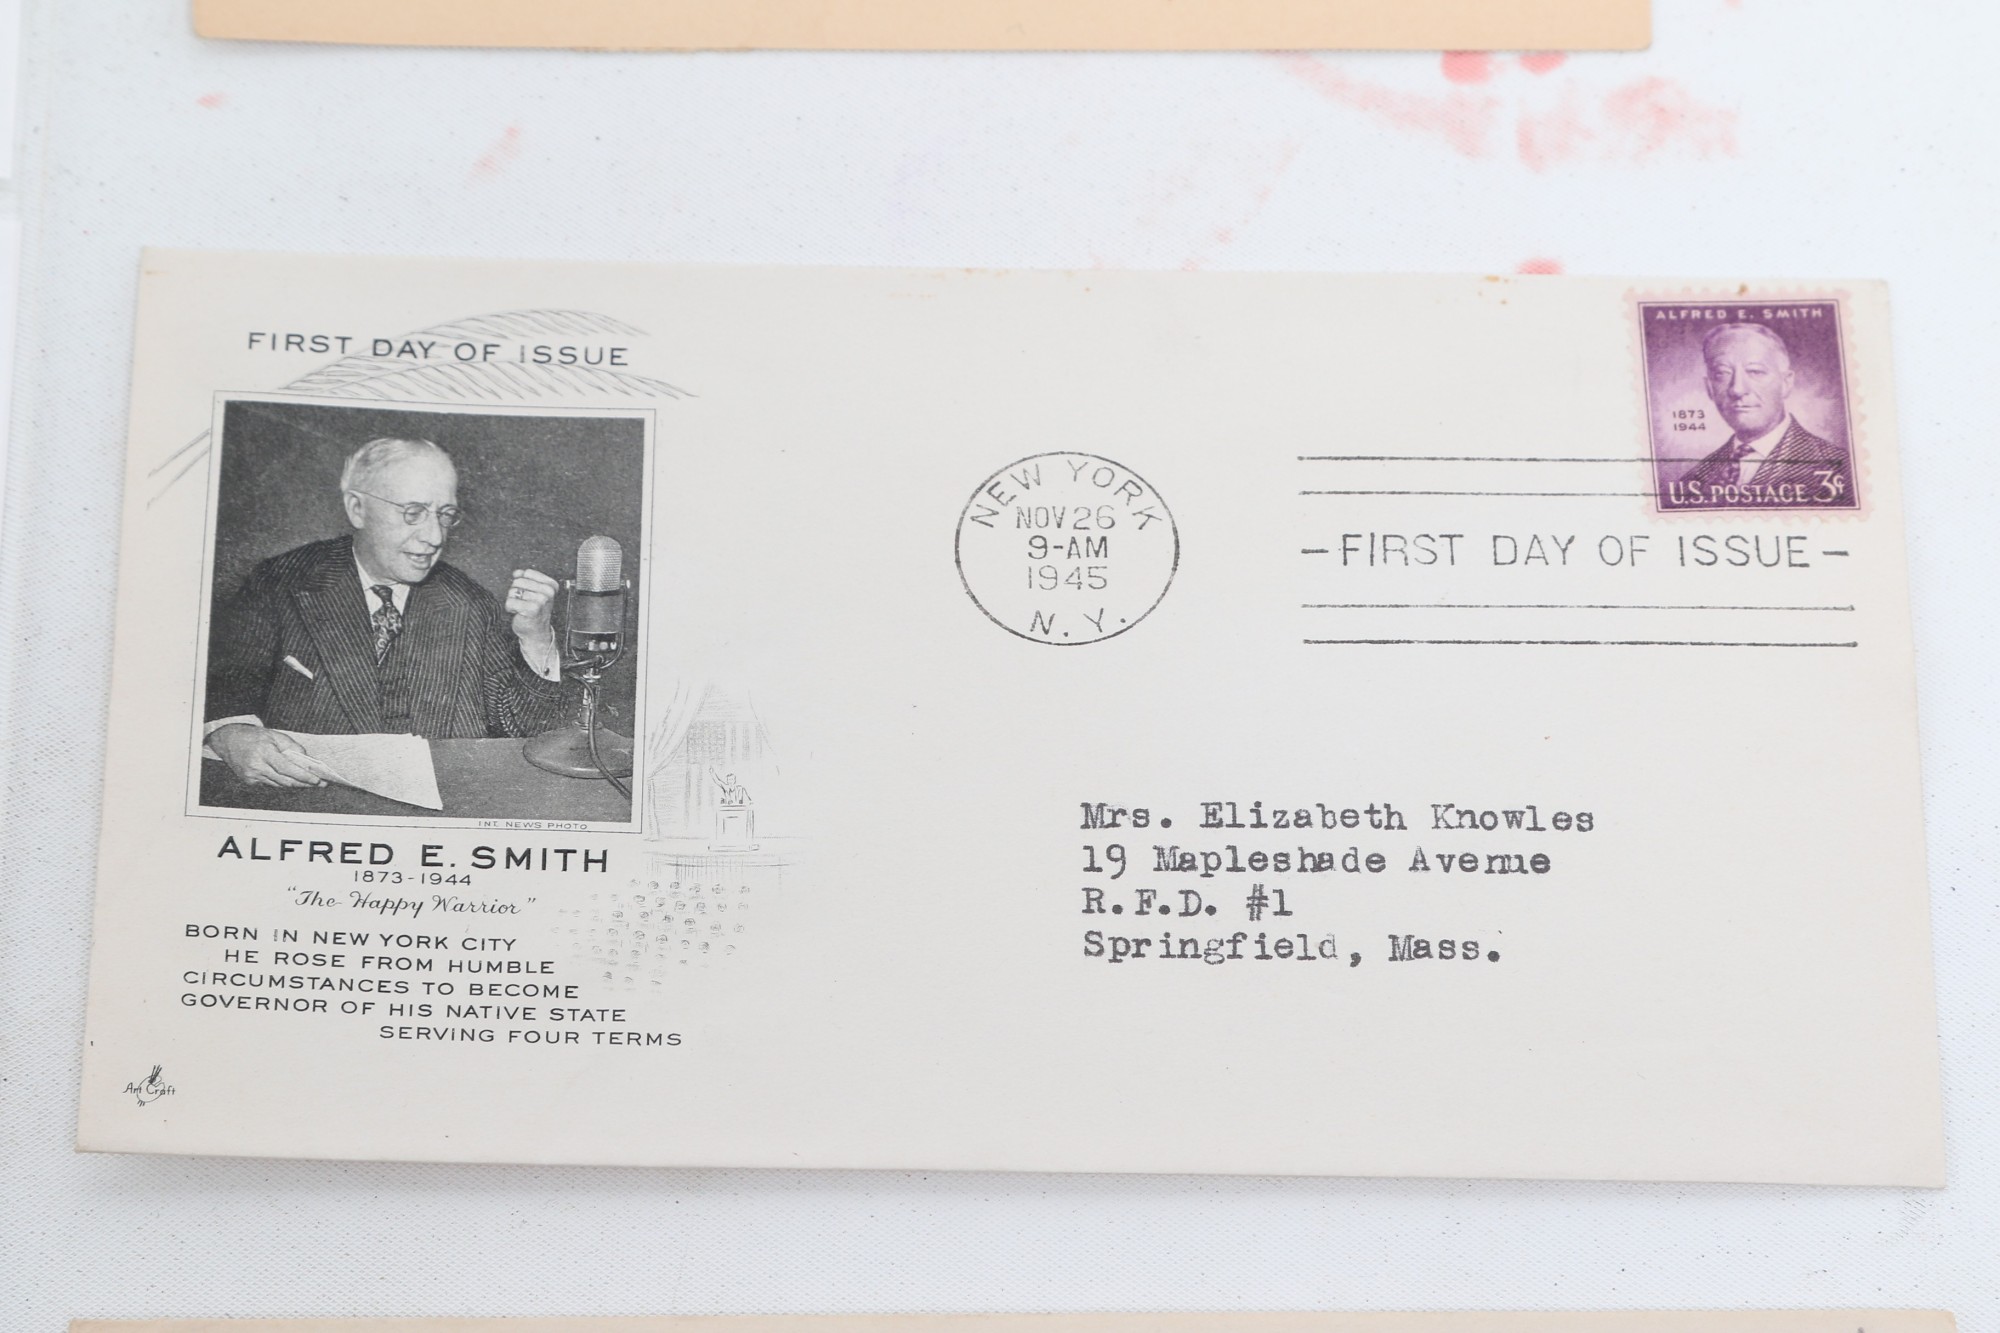 FIRST DAY OF ISSUE
INT. NEWS PHOTO
ALFRED E. SMITH
1873-1944
"The Happy Warrior"
BORN IN NEW YORK CITY
HE ROSE FROM HUMBLE
CIRCUMSTANCES TO BECOME
GOVERNOR OF HIS NATIVE STATE
SERVING FOUR TERMS
Art Craft
NEW YORK
NOV 26
9-AM
1945
N. Y.
ALFRED E. SMITH
1873
1944
U.S. POSTAGE 3¢
-FIRST DAY OF ISSUE-
Mrs. Elizabeth Knowles
19 Mapleshade Avenue
R.F.D. #1
Springfield, Mass.